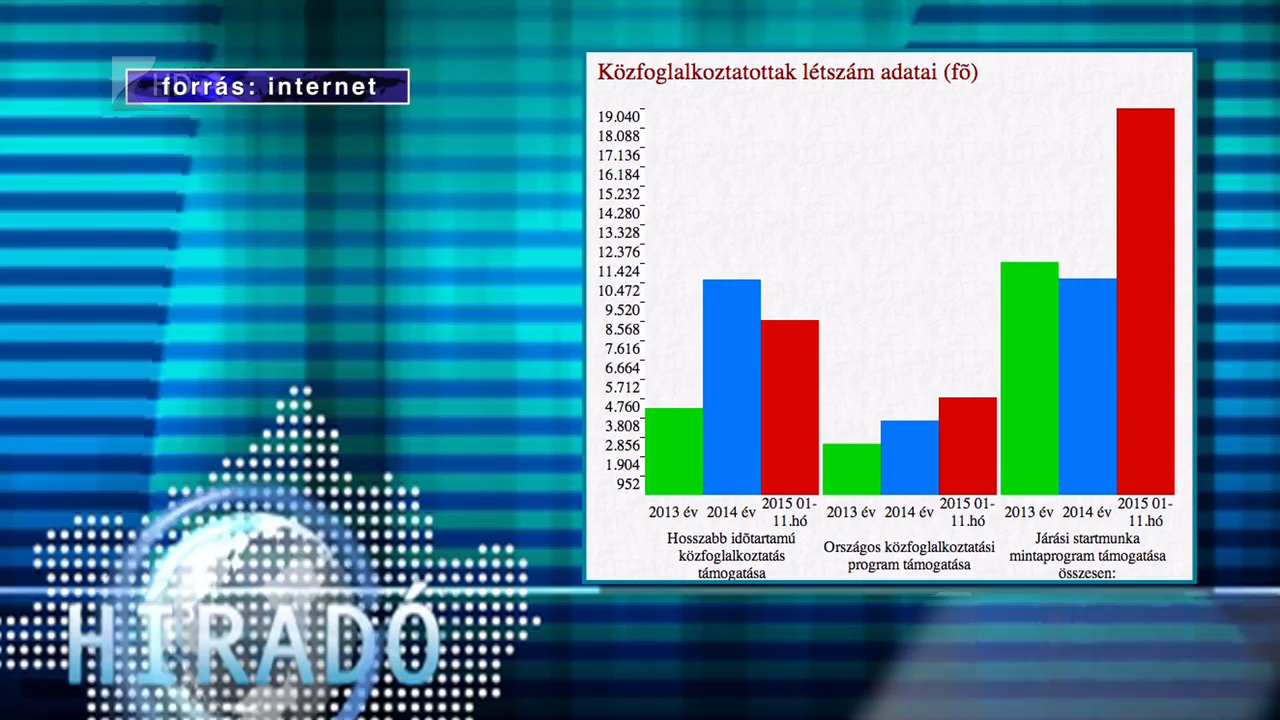 forrás: internet
Közfoglalkoztatottak létszám adatai (fõ)
19.040
18.088
17.136
16.184
15.232
14.280
13.328
12.376
11.424
10.472
9.520
8.568
7.616
6.664
5.712
4.760
3.808
2.856
1.904
952
2013 év 2014 év 2015 01-
11.hó
2013 év 2014 év 2015 01-
11.hó
2013 év 2014 év 2015 01-
11.hó
Hosszabb idõtartamú
közfoglalkoztatás
támogatása
Országos közfoglalkoztatási
program támogatása
Járási startmunka
mintaprogram támogatása
összesen:
HÍRADÓ